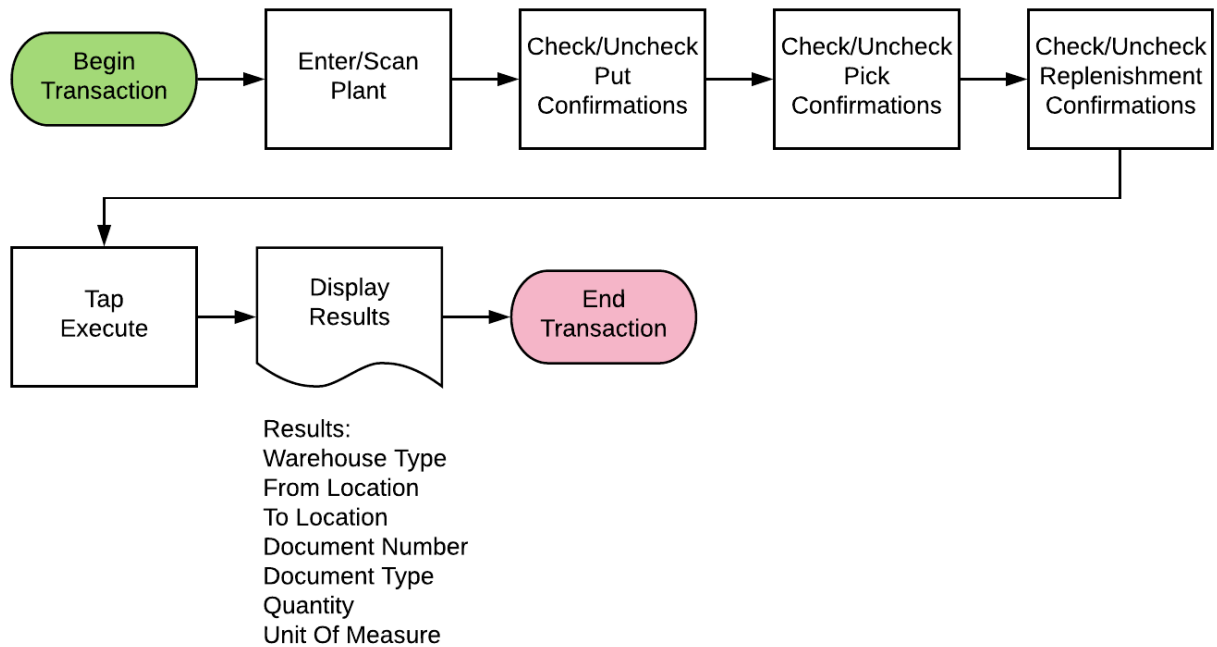 Begin
Transaction
Enter/Scan
Plant
Check/Uncheck
Put
Confirmations
Check/Uncheck
Pick
Confirmations
Check/Uncheck
Replenishment
Confirmations
Tap
Execute
Display
Results
End
Transaction
Results:
Warehouse Type
From Location
To Location
Document Number
Document Type
Quantity
Unit Of Measure